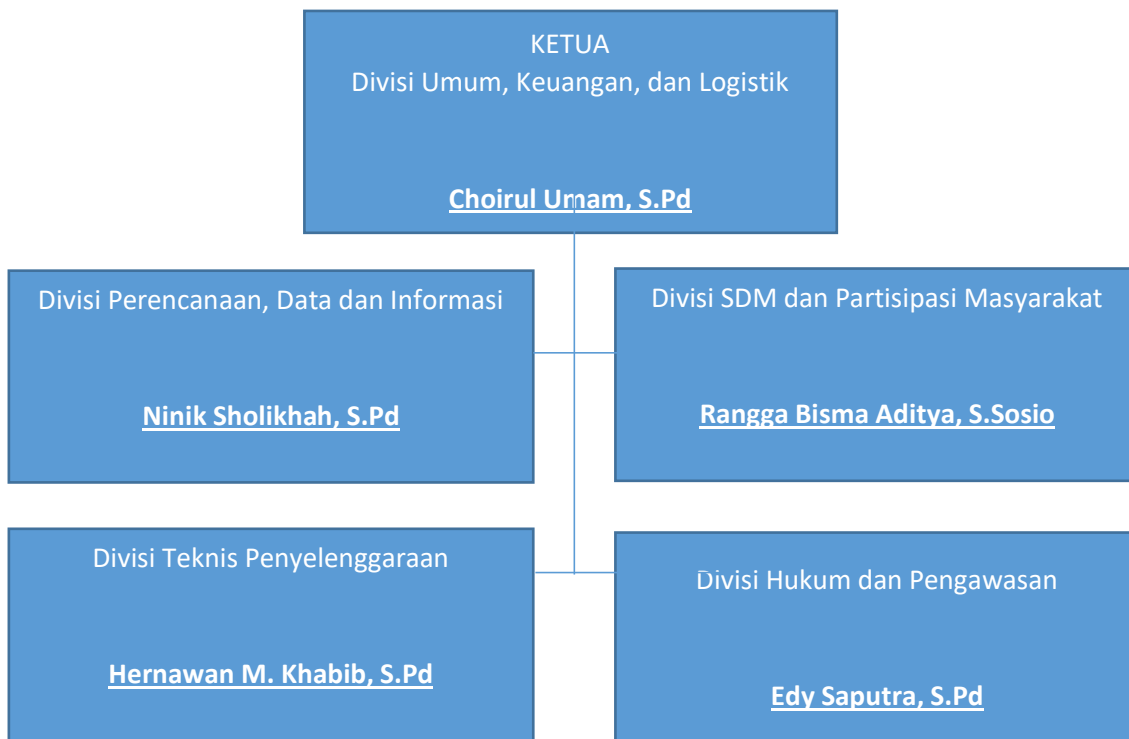 KETUA
Divisi Umum, Keuangan, dan Logistik
Choirul Umam, S.Pd
Divisi Perencanaan, Data dan Informasi
Ninik Sholikhah, S.Pd
Divisi SDM dan Partisipasi Masyarakat
Rangga Bisma Aditya, S.Sosio
Divisi Teknis Penyelenggaraan
Hernawan M. Khabib, S.Pd
Divisi Hukum dan Pengawasan
Edy Saputra, S.Pd